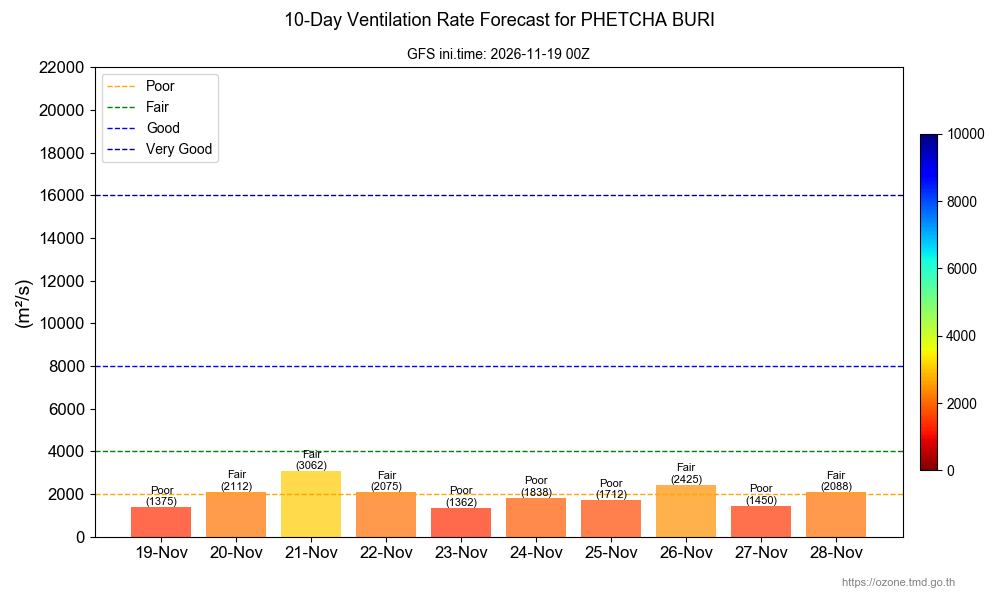 10-Day Ventilation Rate Forecast for PHETCHA BURI
GFS ini.time: 2026-11-19 00Z
(m²/s)
22000
20000
18000
16000
14000
12000
10000
8000
6000
4000
2000
0
Poor
Fair
Good
Very Good
Poor
(1375)
Fair
(2112)
Fair
(3062)
Fair
(2075)
Poor
(1362)
Poor
(1838)
Poor
(1712)
Fair
(2425)
Poor
(1450)
Fair
(2088)
19-Nov 20-Nov 21-Nov 22-Nov 23-Nov 24-Nov 25-Nov 26-Nov 27-Nov 28-Nov
10000
8000
6000
4000
2000
0
https://ozone.tmd.go.th